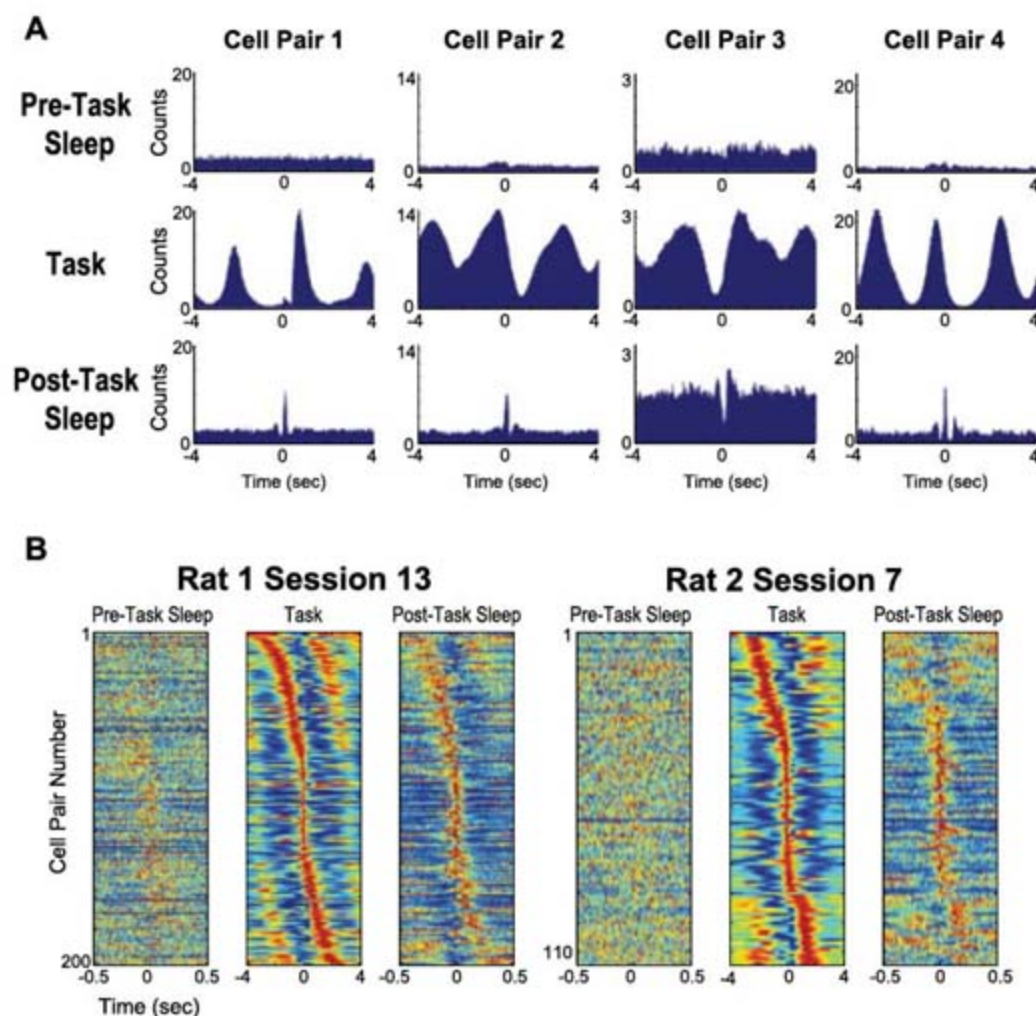 A
Cell Pair 1 Cell Pair 2 Cell Pair 3 Cell Pair 4
Pre-Task Sleep
Counts
20 14 3 20
0 0 0 0
-4 0 4 -4 0 4 -4 0 4 -4 0 4
Task
Counts
20 14 3 20
0 0 0 0
-4 0 4 -4 0 4 -4 0 4 -4 0 4
Post-Task Sleep
Counts
20 14 3 20
0 0 0 0
-4 0 4 -4 0 4 -4 0 4 -4 0 4
Time (sec) Time (sec) Time (sec) Time (sec)
B
Rat 1 Session 13 Rat 2 Session 7
Pre-Task Sleep Task Post-Task Sleep Pre-Task Sleep Task Post-Task Sleep
1 1
Cell Pair Number
200 110
-0.5 0 0.5 -4 0 4 -0.5 0 0.5 -0.5 0 0.5 -4 0 4 -0.5 0 0.5
Time (sec)